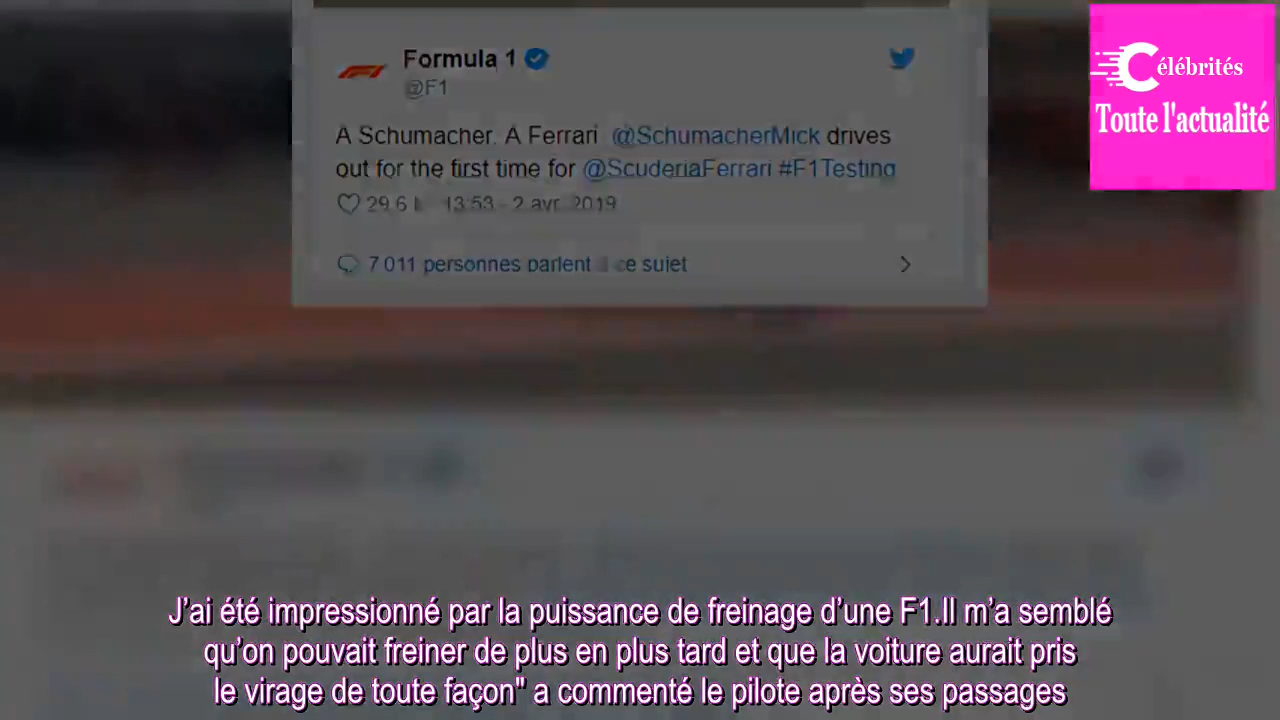 Formula 1
@F1
A Schumacher. A Ferrari @SchumacherMick drives
out for the first time for @ScuderiaFerrari #F1Testing
29,6 13:53 - 2 avr. 2019
7 011 personnes parlent ce sujet
Célébrités
Toute l'actualité
J’ai été impressionné par la puissance de freinage d’une F1.Il m’a semblé
qu’on pouvait freiner de plus en plus tard et que la voiture aurait pris
le virage de toute façon" a commenté le pilote après ses passages